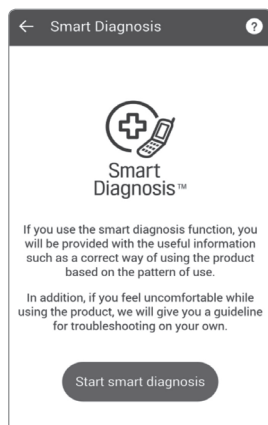 Smart Diagnosis ?
Smart
Diagnosis™
If you use the smart diagnosis function, you
will be provided with the useful information
such as a correct way of using the product
based on the pattern of use.
In addition, if you feel uncomfortable while
using the product, we will give you a guideline
for troubleshooting on your own.
Start smart diagnosis